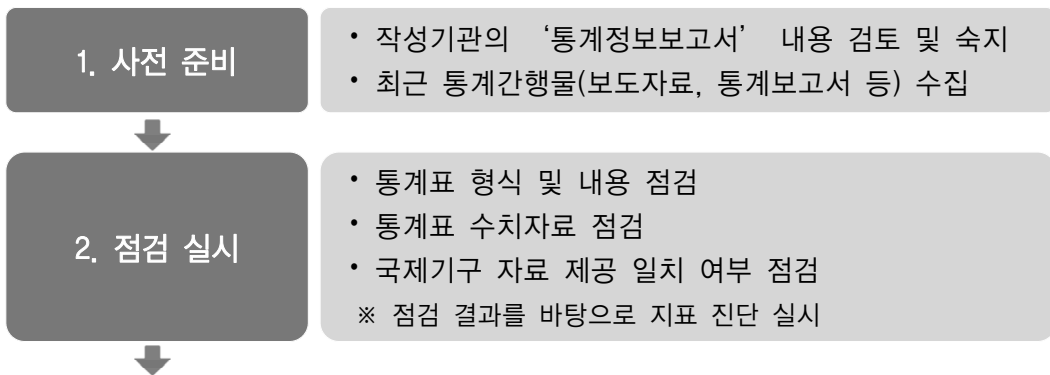 1. 사전 준비
• 작성기관의 ‘통계정보보고서’ 내용 검토 및 숙지
• 최근 통계간행물(보도자료, 통계보고서 등) 수집
2. 점검 실시
• 통계표 형식 및 내용 점검
• 통계표 수치자료 점검
• 국제기구 자료 제공 일치 여부 점검
※ 점검 결과를 바탕으로 지표 진단 실시